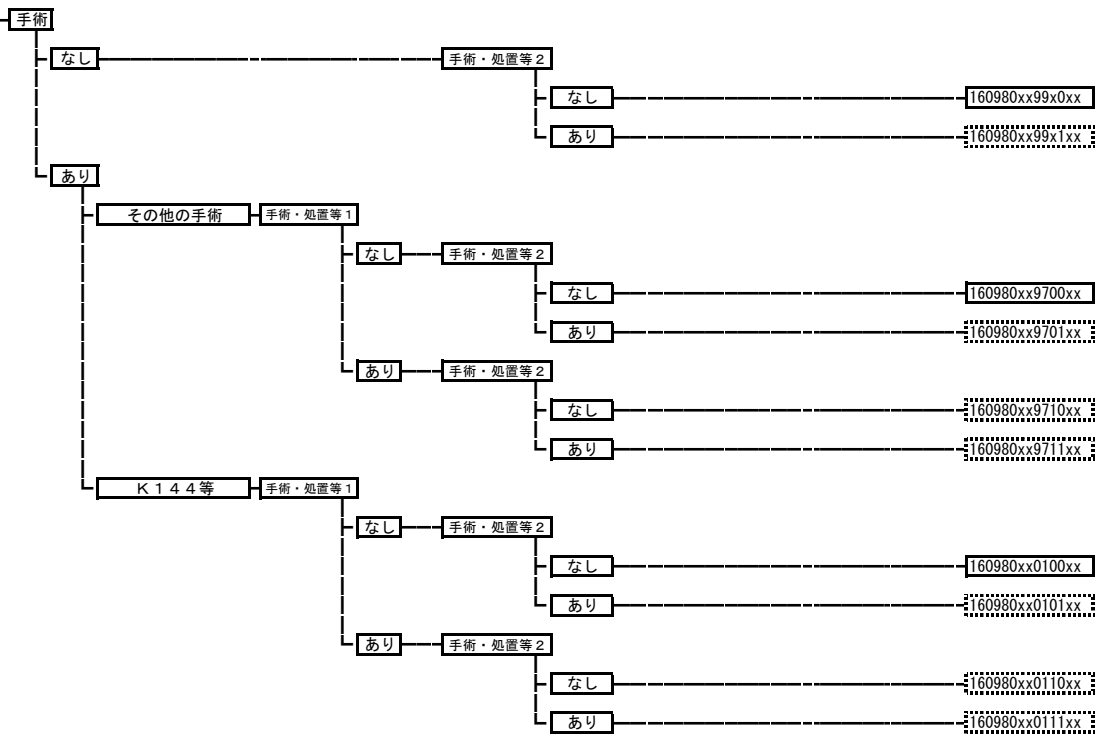 手術
なし 手術・処置等2
なし 160980xx99x0xx
あり 160980xx99x1xx
あり
その他の手術 手術・処置等1
なし 手術・処置等2
なし 160980xx9700xx
あり 160980xx9701xx
あり 手術・処置等2
なし 160980xx9710xx
あり 160980xx9711xx
K144等 手術・処置等1
なし 手術・処置等2
なし 160980xx0100xx
あり 160980xx0101xx
あり 手術・処置等2
なし 160980xx0110xx
あり 160980xx0111xx